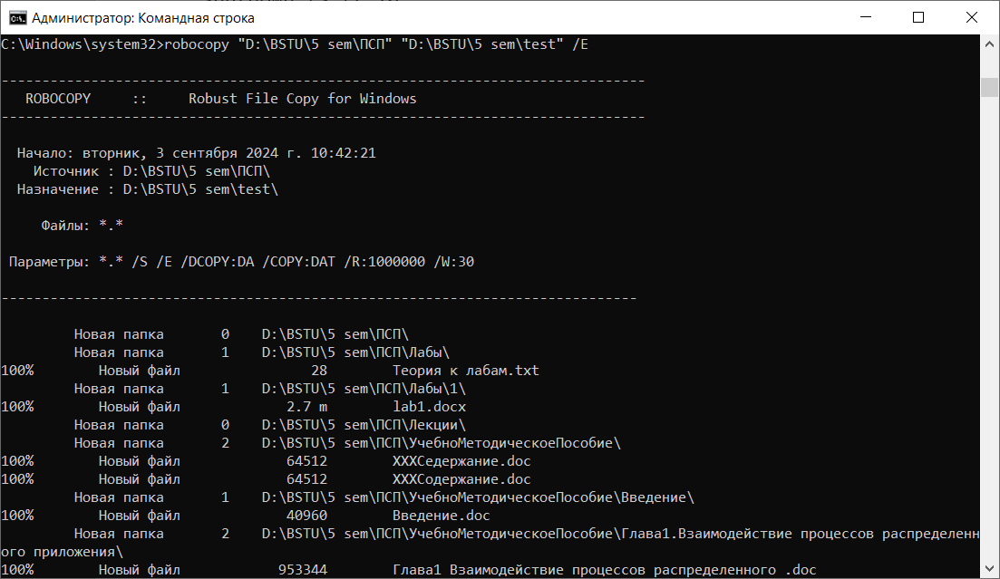 Администратор: Командная строка
C:\Windows\system32>robocopy "D:\BSTU\5 sem\ПСП" "D:\BSTU\5 sem\test" /E
-------------------------------------------------------------------------------
ROBOCOPY     ::     Robust File Copy for Windows
-------------------------------------------------------------------------------
Начало: вторник, 3 сентября 2024 г. 10:42:21
Источник : D:\BSTU\5 sem\ПСП\
Назначение : D:\BSTU\5 sem\test\
Файлы: *.*
Параметры: *.* /S /E /DCOPY:DA /COPY:DAT /R:1000000 /W:30
------------------------------------------------------------------------------
Новая папка       0    D:\BSTU\5 sem\ПСП\
Новая папка       1    D:\BSTU\5 sem\ПСП\Лабы\
100%        Новый файл                28        Теория к лабам.txt
Новая папка       1    D:\BSTU\5 sem\ПСП\Лабы\1\
100%        Новый файл             2.7 m        lab1.docx
Новая папка       0    D:\BSTU\5 sem\ПСП\Лекции\
Новая папка       2    D:\BSTU\5 sem\ПСП\УчебноМетодическоеПособие\
100%        Новый файл             64512        XXXСедержание.doc
100%        Новый файл             64512        XXXСодержание.doc
Новая папка       1    D:\BSTU\5 sem\ПСП\УчебноМетодическоеПособие\Введение\
100%        Новый файл             40960        Введение.doc
Новая папка       2    D:\BSTU\5 sem\ПСП\УчебноМетодическоеПособие\Глава1.Взаимодействие процессов распределенн
ого приложения\
100%        Новый файл            953344        Глава1 Взаимодействие процессов распределенного .doc